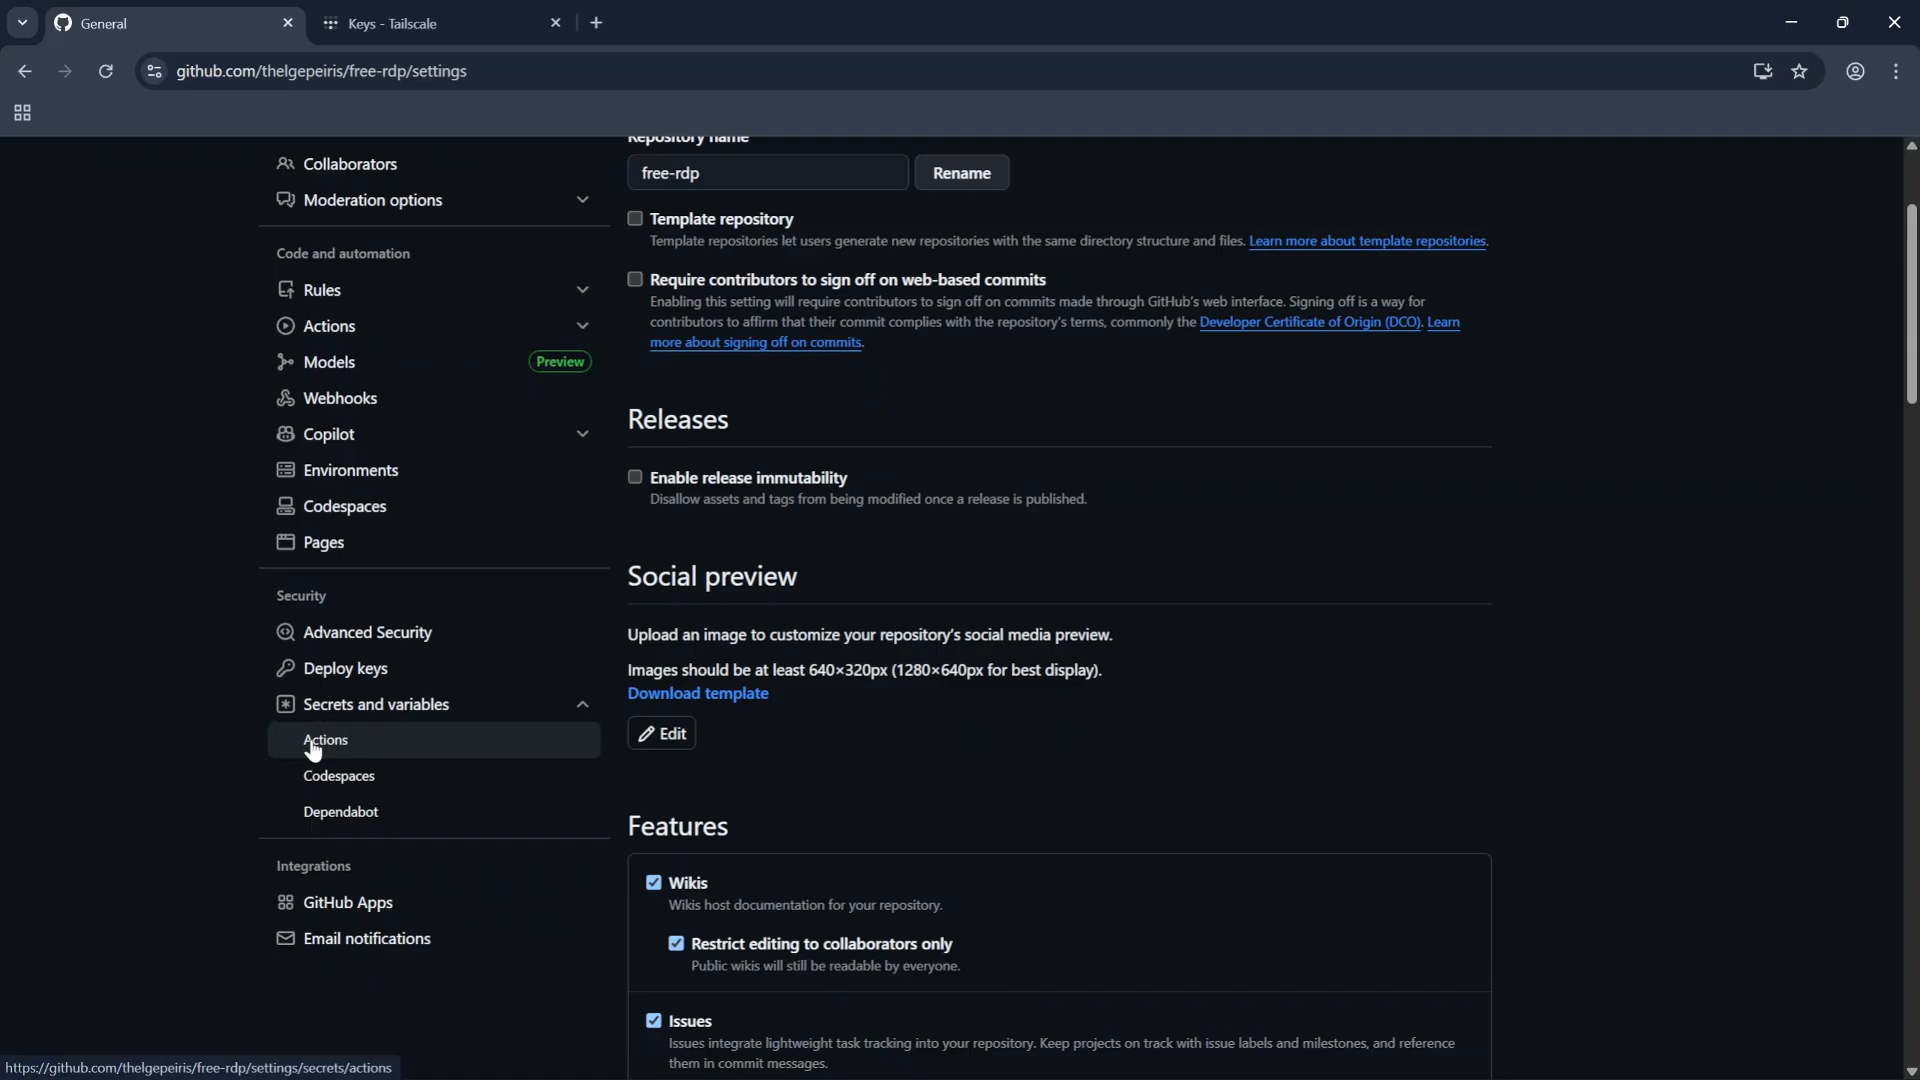 General
Keys - Tailscale
github.com/thelgepeiris/free-rdp/settings
Repository name
Collaborators
free-rdp
Rename
Moderation options
Template repository
Template repositories let users generate new repositories with the same directory structure and files. Learn more about template repositories.
Code and automation
Require contributors to sign off on web-based commits
Rules
Enabling this setting will require contributors to sign off on commits made through GitHub's web interface. Signing off is a way for
contributors to affirm that their commit complies with the repository's terms, commonly the Developer Certificate of Origin (DCO). Learn
more about signing off on commits.
Actions
Models
Preview
Webhooks
Releases
Copilot
Environments
Enable release immutability
Disallow assets and tags from being modified once a release is published.
Codespaces
Pages
Social preview
Security
Advanced Security
Upload an image to customize your repository's social media preview.
Deploy keys
Images should be at least 640×320px (1280×640px for best display).
Download template
Secrets and variables
Edit
Actions
Codespaces
Dependabot
Features
Integrations
Wikis
Wikis host documentation for your repository.
GitHub Apps
Email notifications
Restrict editing to collaborators only
Public wikis will still be readable by everyone.
Issues
Issues integrate lightweight task tracking into your repository. Keep projects on track with issue labels and milestones, and reference
them in commit messages.
https://github.com/thelgepeiris/free-rdp/settings/secrets/actions